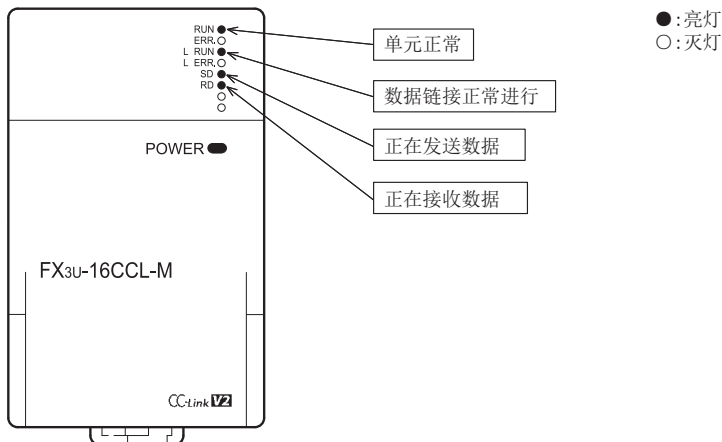 RUN
ERR.
L RUN
L ERR.
SD
RD
POWER
FX3U-16CCL-M
CC-Link V2
单元正常
数据链接正常进行
正在发送数据
正在接收数据
●:亮灯
○:灭灯